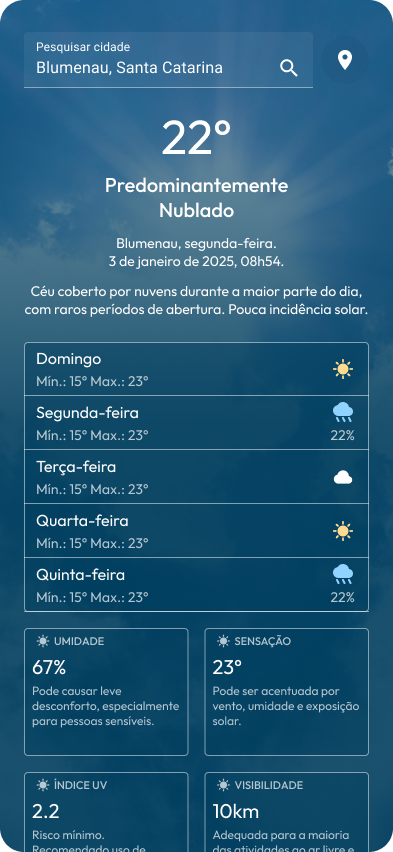 Pesquisar cidade
Blumenau, Santa Catarina
22°
Predominantemente
Nublado
Blumenau, segunda-feira.
3 de janeiro de 2025, 08h54.
Céu coberto por nuvens durante a maior parte do dia,
com raros períodos de abertura. Pouca incidência solar.
Domingo
Mín.: 15° Max.: 23°
Segunda-feira
Mín.: 15° Max.: 23°
22%
Terça-feira
Mín.: 15° Max.: 23°
Quarta-feira
Mín.: 15° Max.: 23°
Quinta-feira
Mín.: 15° Max.: 23°
22%
UMIDADE
67%
Pode causar leve
desconforto, especialmente
para pessoas sensíveis.
SENSAÇÃO
23°
Pode ser acentuada por
vento, umidade e exposição
solar.
ÍNDICE UV
2.2
Risco mínimo.
Recomendado uso de
VISIBILIDADE
10km
Adequada para a maioria
das atividades ao ar livre e